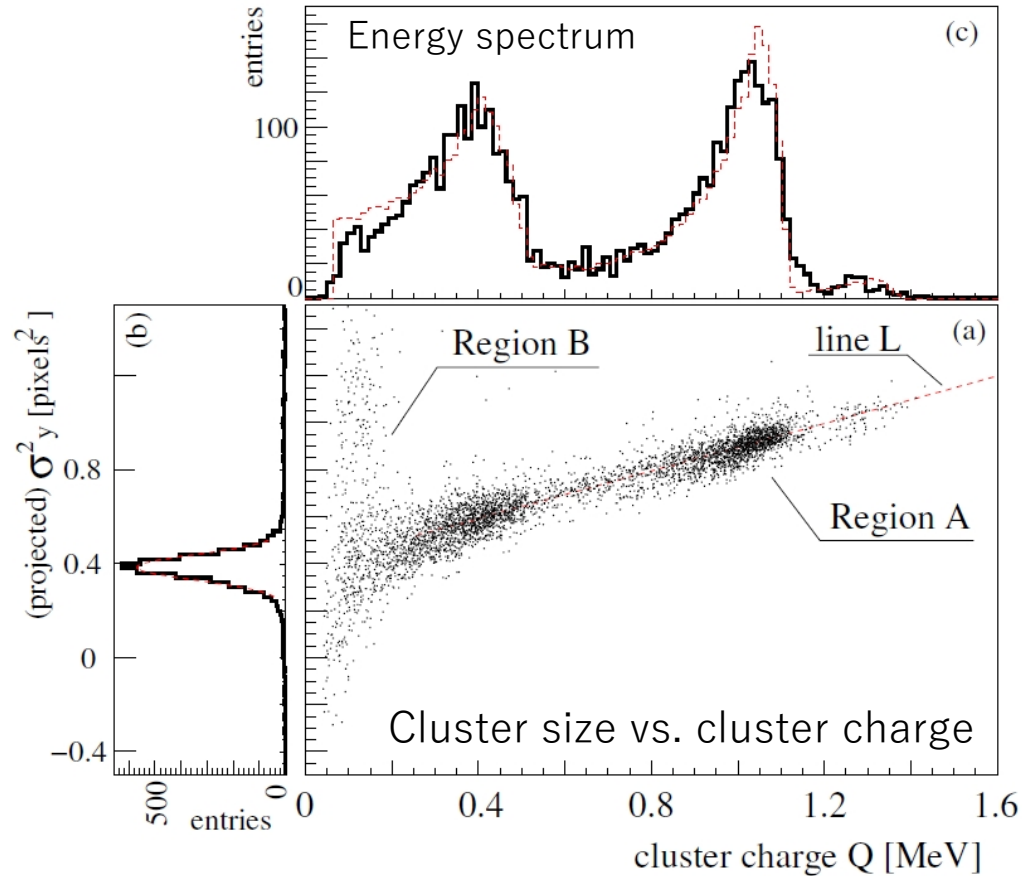 entries
100
0
Energy spectrum
(c)
(projected) σ²y [pixels²]
0.8
0.4
0
−0.4
(b)
500
0
entries
Region B
line L
(a)
Region A
Cluster size vs. cluster charge
0
0.4
0.8
1.2
1.6
cluster charge Q [MeV]